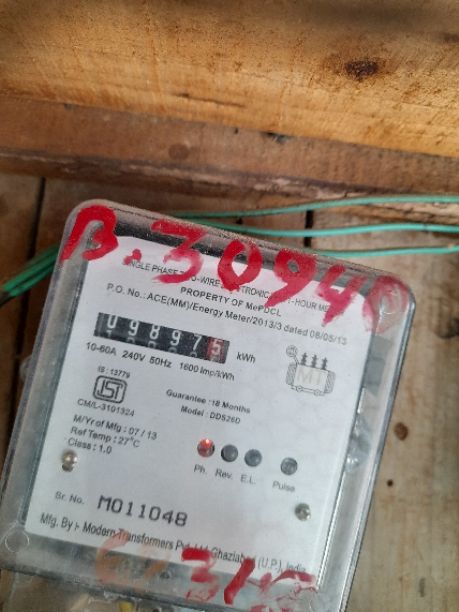 B.30940
SINGLE PHASE TWO-WIRE ELECTRONIC WATT-HOUR METER
PROPERTY OF MePDCL
P.O. No.: ACE(MM)/Energy Meter/2013/3 dated 08/05/13
098975 kWh
10-60A 240V 50Hz 1600 Imp/kWh
IS : 13779
ISI
CM/L-3101324
Guarantee -18 Months
Model : DDS26D
M/Yr of Mfg : 07 / 13
Ref Temp : 27°C
Class : 1.0
MTI
Ph. Rev. E.L. Pulse
Sr. No. M011048
Mfg. By :- Modern Transformers Pvt. Ltd. Ghaziabad (U.P.), India